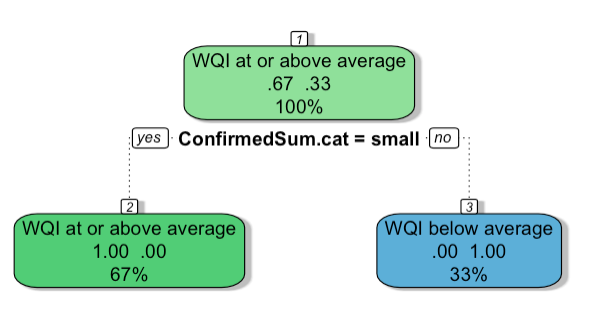 1
WQI at or above average
.67 .33
100%
yes ConfirmedSum.cat = small no
2
WQI at or above average
1.00 .00
67%
3
WQI below average
.00 1.00
33%